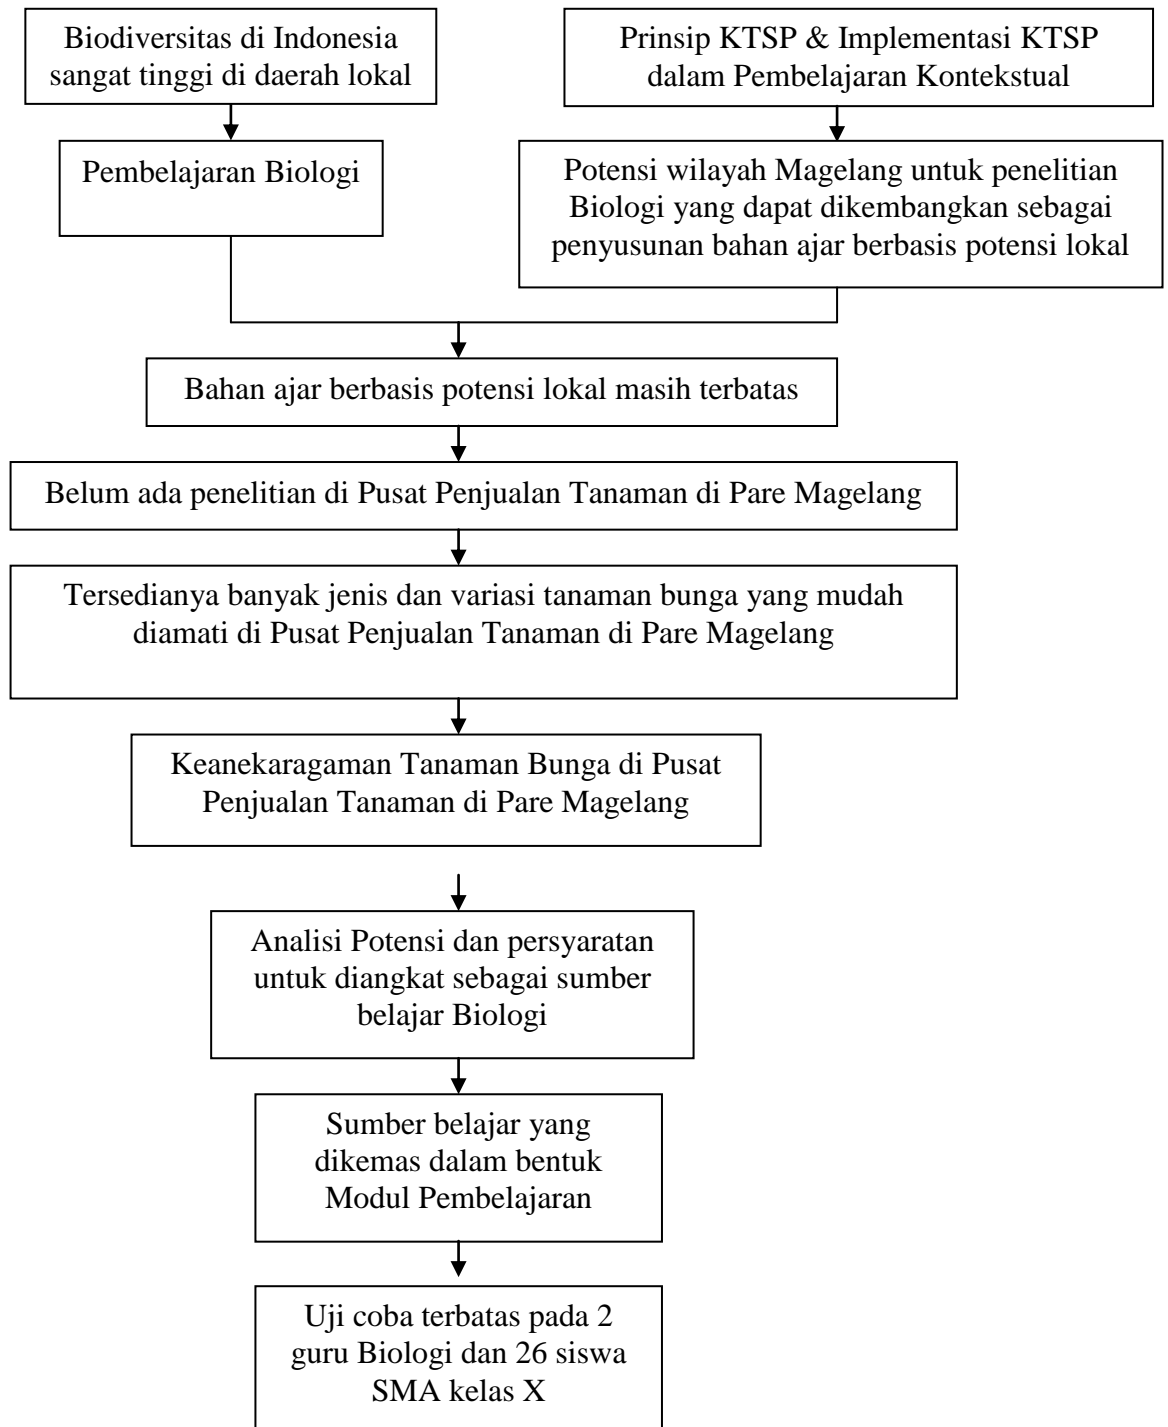 Biodiversitas di Indonesia
sangat tinggi di daerah lokal
Prinsip KTSP & Implementasi KTSP
dalam Pembelajaran Kontekstual
Pembelajaran Biologi
Potensi wilayah Magelang untuk penelitian
Biologi yang dapat dikembangkan sebagai
penyusunan bahan ajar berbasis potensi lokal
Bahan ajar berbasis potensi lokal masih terbatas
Belum ada penelitian di Pusat Penjualan Tanaman di Pare Magelang
Tersedianya banyak jenis dan variasi tanaman bunga yang mudah
diamati di Pusat Penjualan Tanaman di Pare Magelang
Keanekaragaman Tanaman Bunga di Pusat
Penjualan Tanaman di Pare Magelang
Analisi Potensi dan persyaratan
untuk diangkat sebagai sumber
belajar Biologi
Sumber belajar yang
dikemas dalam bentuk
Modul Pembelajaran
Uji coba terbatas pada 2
guru Biologi dan 26 siswa
SMA kelas X